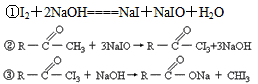 ①I₂＋2NaOH====NaI＋NaIO＋H₂O
② R—C(=O)—CH₃ + 3NaIO → R—C(=O)—CI₃+3NaOH
③ R—C(=O)—CI₃ + NaOH → R—C(=O)—ONa + CHI₃